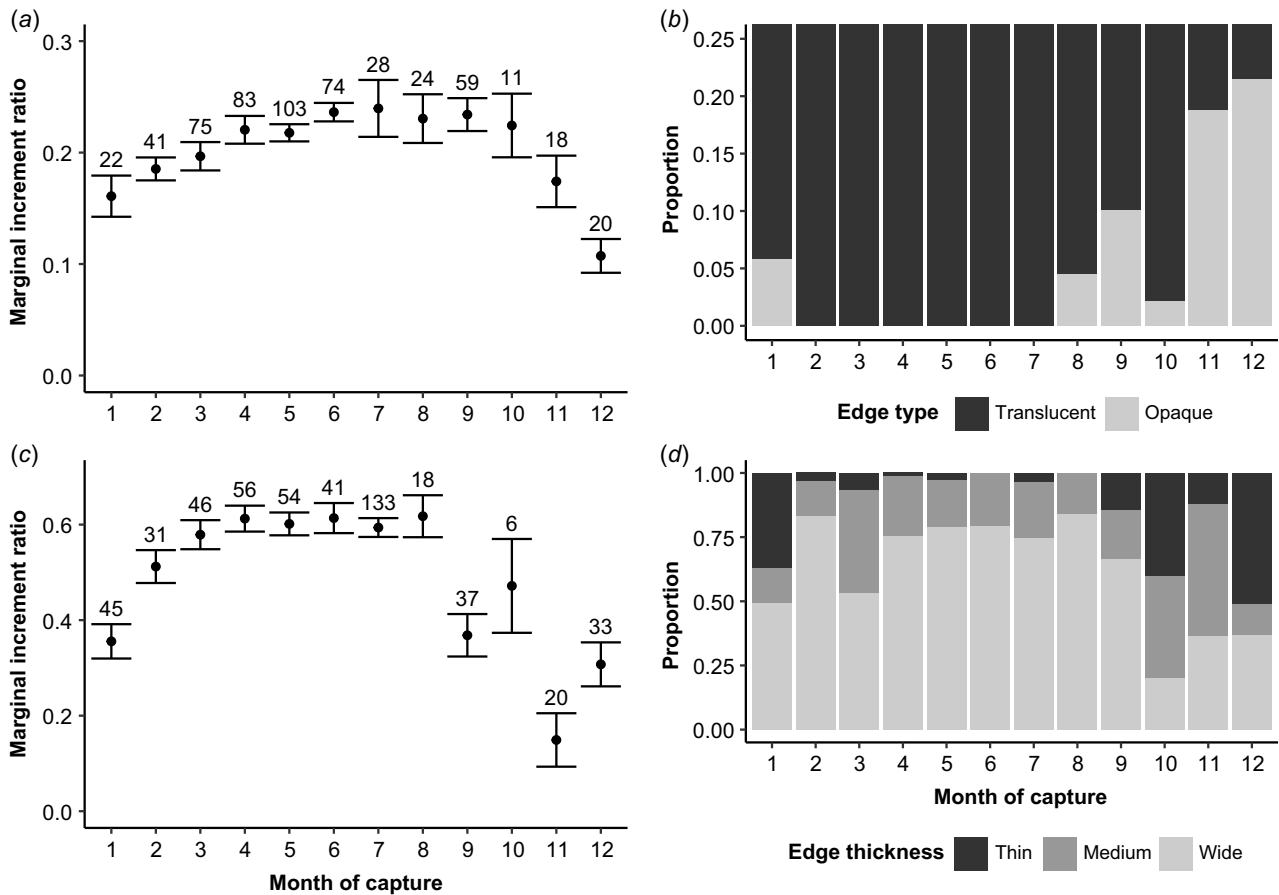 (a)
Marginal increment ratio
0.3
0.2
0.1
0.0
22 41 75 83 103 74 28 24 59 11 18 20
1 2 3 4 5 6 7 8 9 10 11 12
(b)
Proportion
0.25
0.20
0.15
0.10
0.05
0.00
1 2 3 4 5 6 7 8 9 10 11 12
Edge type Translucent Opaque
(c)
Marginal increment ratio
0.6
0.4
0.2
0.0
45 31 46 56 54 41 133 18 37 6 20 33
1 2 3 4 5 6 7 8 9 10 11 12
Month of capture
(d)
Proportion
1.00
0.75
0.50
0.25
0.00
1 2 3 4 5 6 7 8 9 10 11 12
Month of capture
Edge thickness Thin Medium Wide